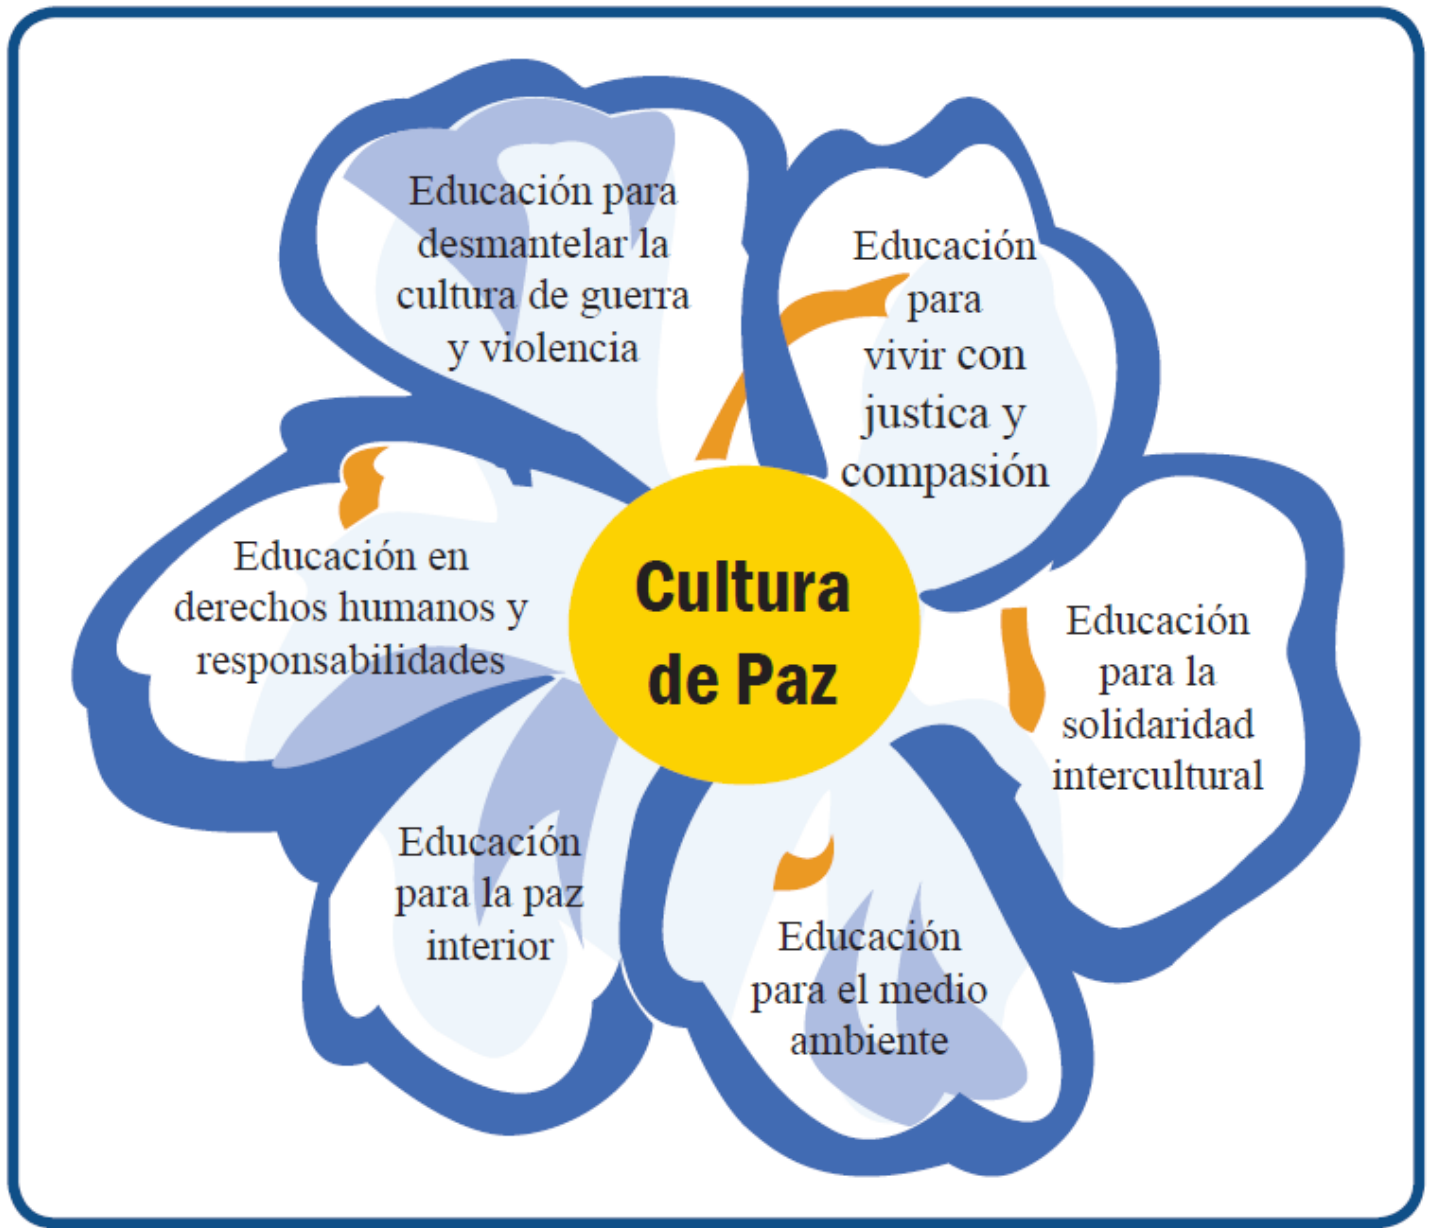 Educación para
desmantelar la
cultura de guerra
y violencia
Educación
para
vivir con
justica y
compasión
Educación en
derechos humanos y
responsabilidades
Cultura
de Paz
Educación
para la
solidaridad
intercultural
Educación
para la paz
interior
Educación
para el medio
ambiente